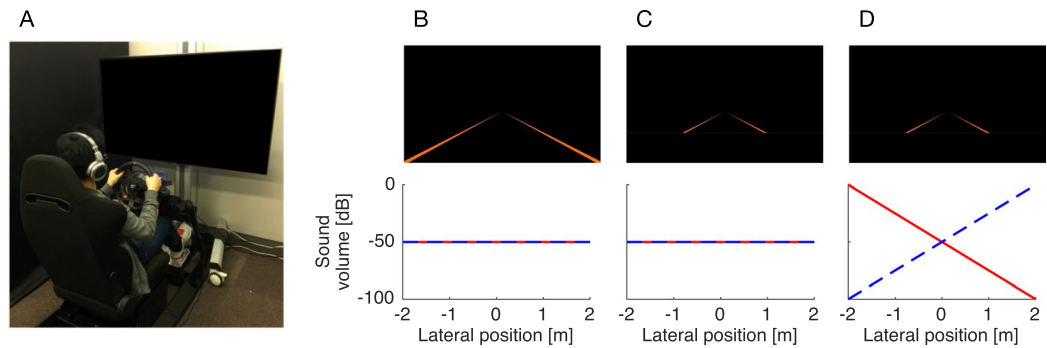 A
B
C
D
Sound
volume [dB]
0
-50
-100
-2 -1 0 1 2
Lateral position [m]
-2 -1 0 1 2
Lateral position [m]
-2 -1 0 1 2
Lateral position [m]